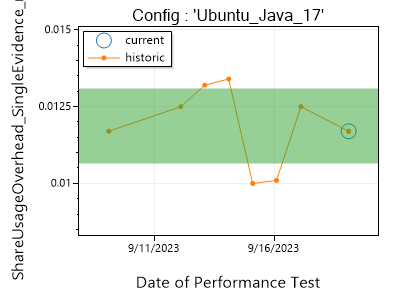 Config : 'Ubuntu_Java_17'
current
historic
0.015
0.0125
0.01
ShareUsageOverhead_SingleEvidence_
9/11/2023
9/16/2023
Date of Performance Test